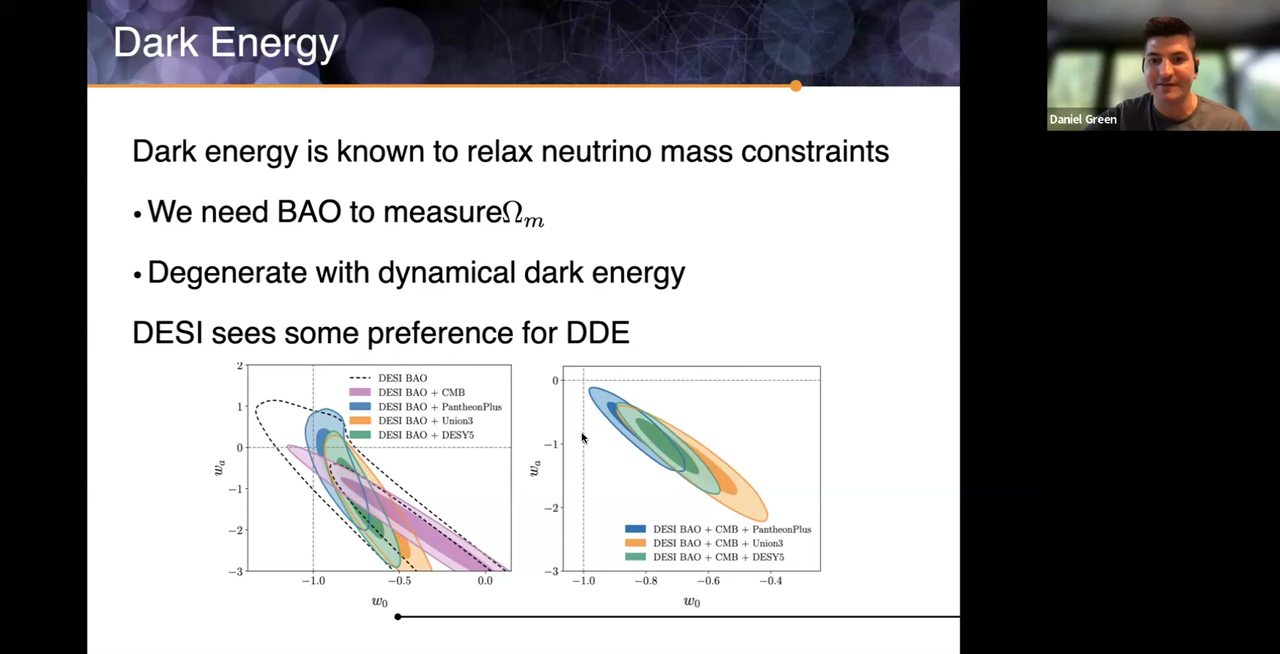 Dark Energy
Daniel Green
Dark energy is known to relax neutrino mass constraints
• We need BAO to measureΩm
• Degenerate with dynamical dark energy
DESI sees some preference for DDE
2
1
0
−1
−2
−3
wa
−1.0 −0.5 0.0
w0
DESI BAO
DESI BAO + CMB
DESI BAO + PantheonPlus
DESI BAO + Union3
DESI BAO + DESY5
0
−1
−2
−3
wa
DESI BAO + CMB + PantheonPlus
DESI BAO + CMB + Union3
DESI BAO + CMB + DESY5
−1.0 −0.8 −0.6 −0.4
w0